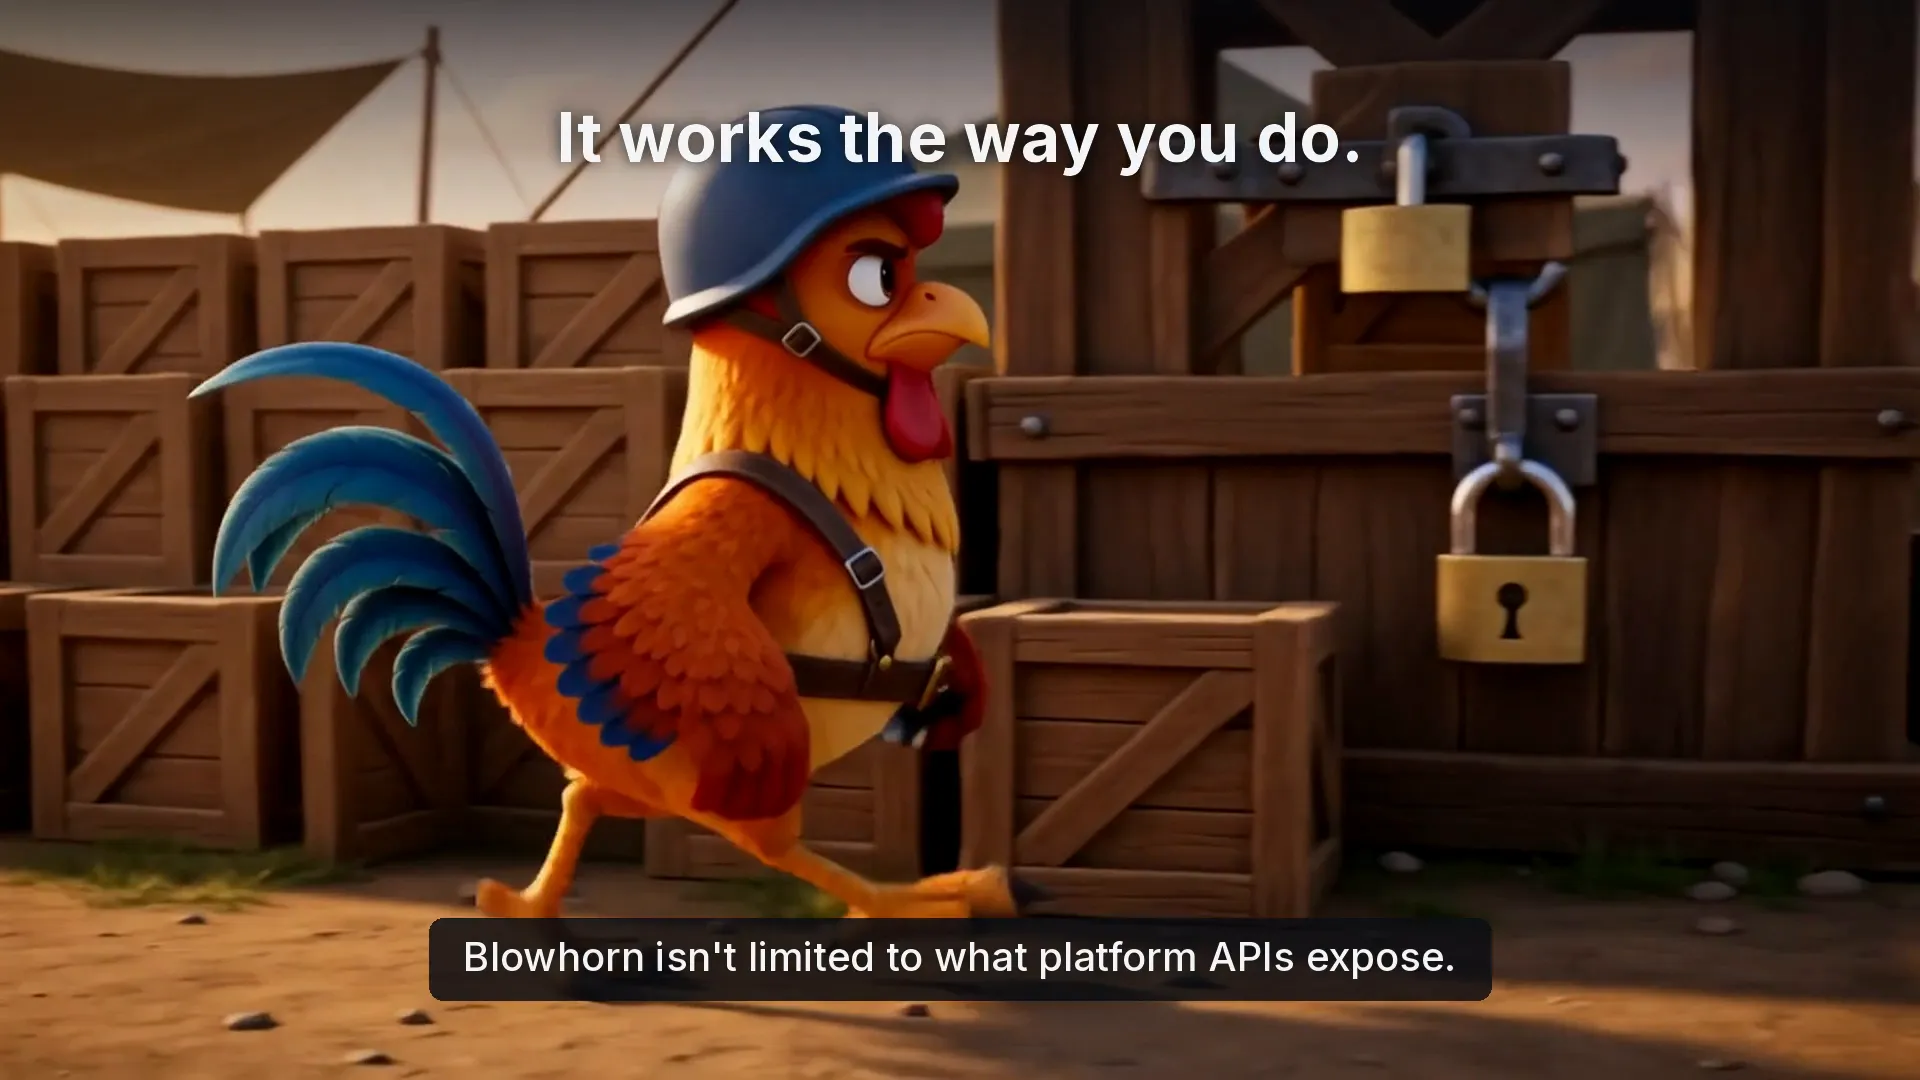 It works the way you do.
Blowhorn isn't limited to what platform APIs expose.